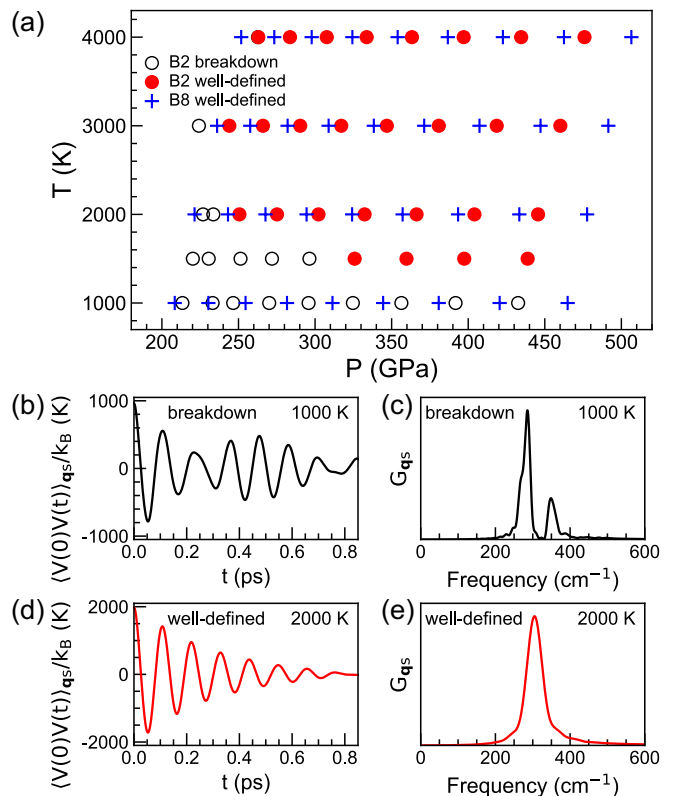 (a)
4000
3000
2000
1000
T (K)
B2 breakdown
B2 well-defined
B8 well-defined
200 250 300 350 400 450 500
P (GPa)
(b)
⟨V(0)V(t)⟩qs/kB (K)
1000
0
-1000
breakdown 1000 K
0.0 0.2 0.4 0.6 0.8
t (ps)
(c)
Gqs
breakdown 1000 K
0 200 400 600
Frequency (cm⁻¹)
(d)
⟨V(0)V(t)⟩qs/kB (K)
2000
0
-2000
well-defined 2000 K
0.0 0.2 0.4 0.6 0.8
t (ps)
(e)
Gqs
well-defined 2000 K
0 200 400 600
Frequency (cm⁻¹)